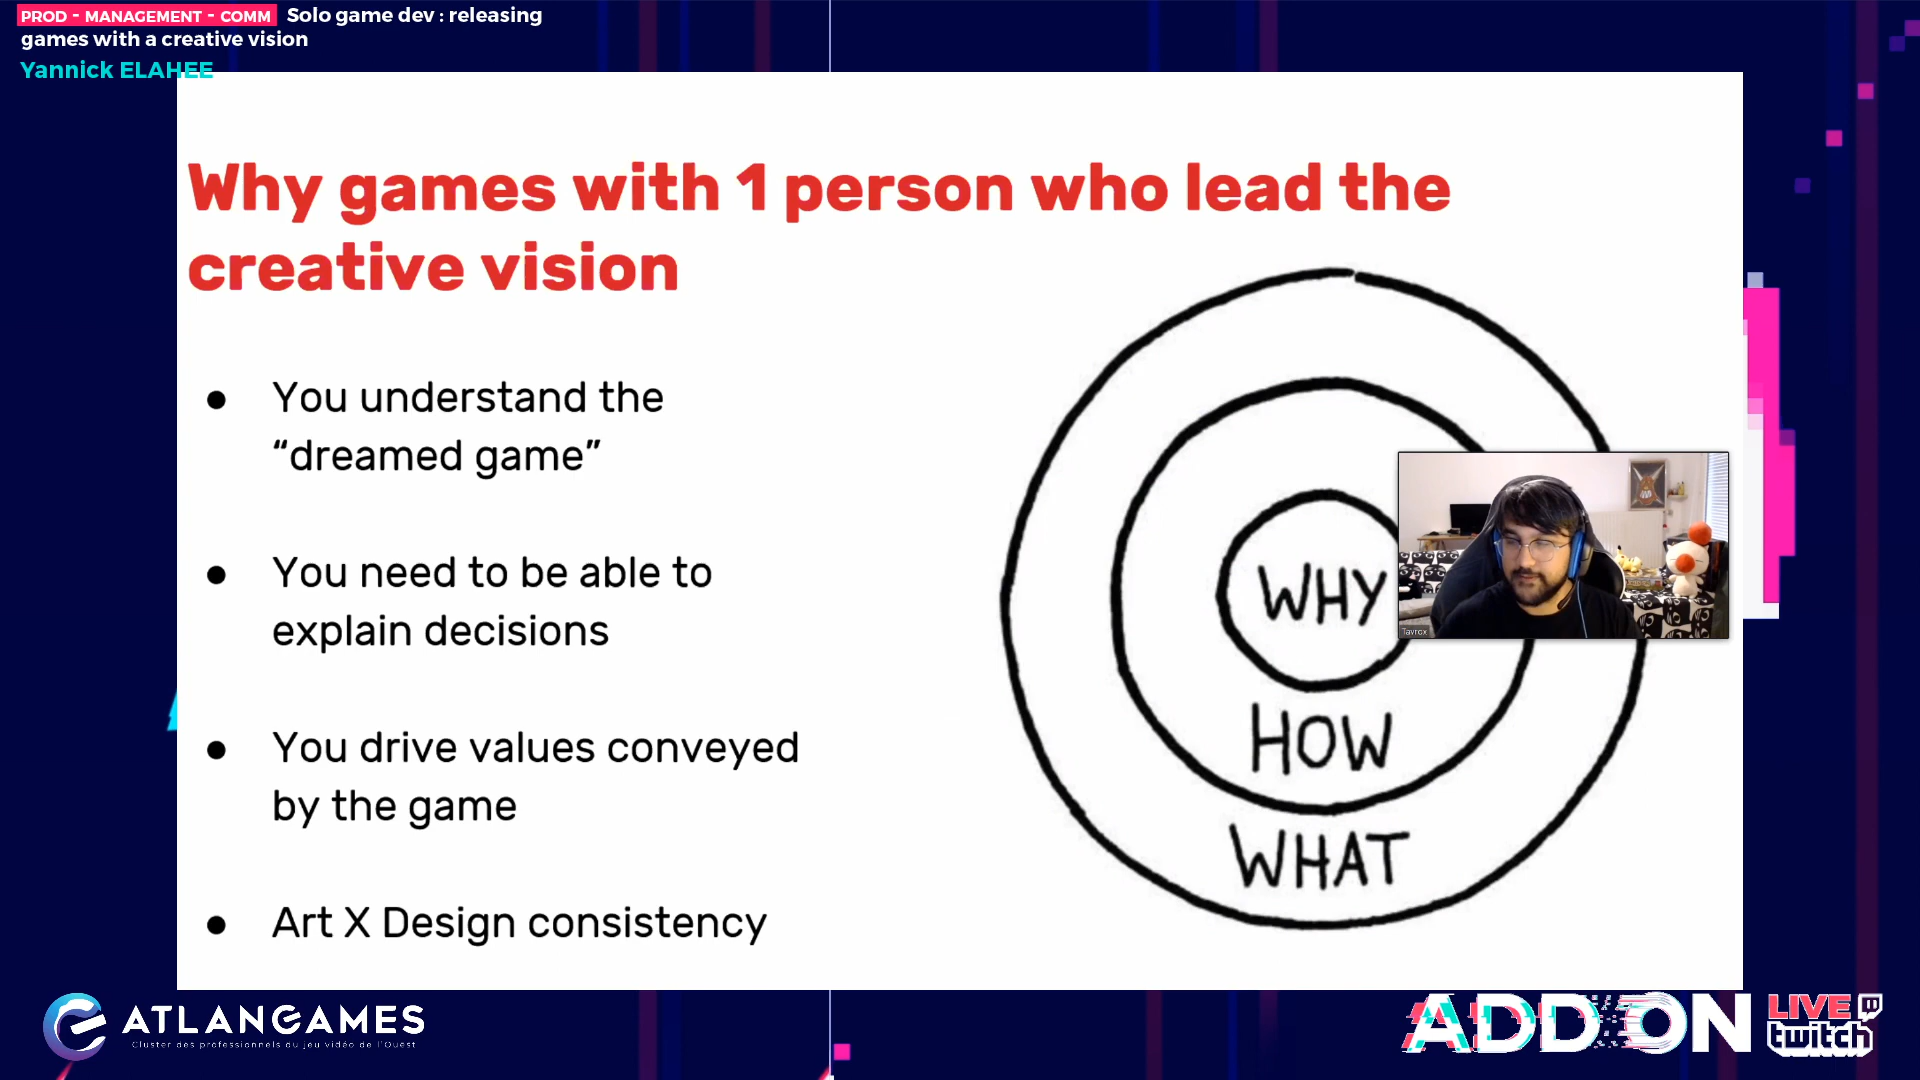 PROD - MANAGEMENT - COMM Solo game dev : releasing
games with a creative vision
Yannick ELAHEE
Why games with 1 person who lead the
creative vision
● You understand the
“dreamed game”
● You need to be able to
explain decisions
● You drive values conveyed
by the game
● Art X Design consistency
WHY
HOW
WHAT
Tavrox
ATLANGAMES
Cluster des professionnels du jeu vidéo de l'Ouest
ADD ON
LIVE
twitch